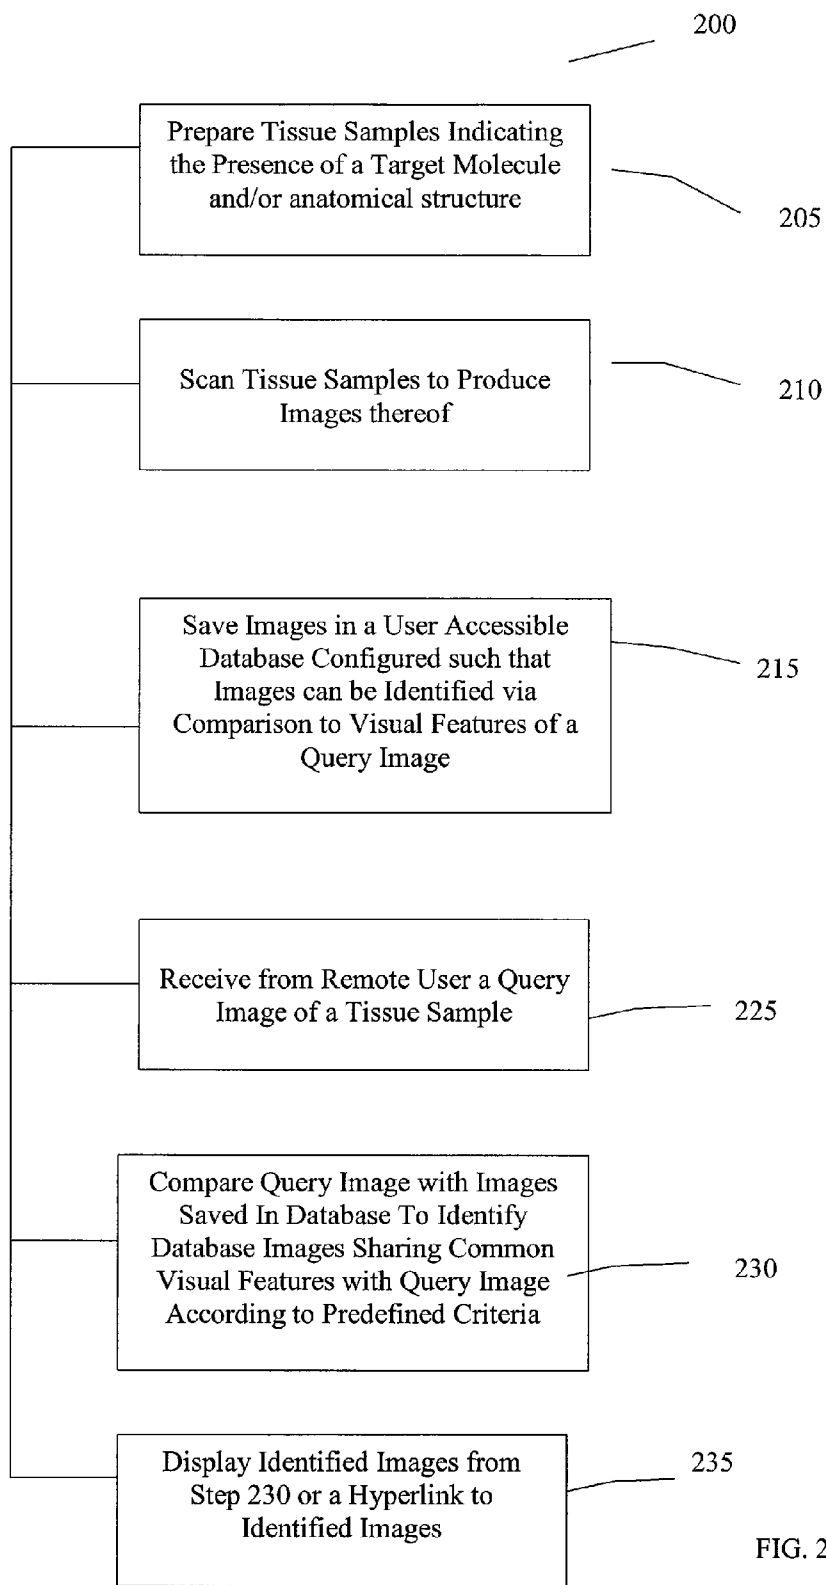 200
Prepare Tissue Samples Indicating
the Presence of a Target Molecule
and/or anatomical structure
205
Scan Tissue Samples to Produce
Images thereof
210
Save Images in a User Accessible
Database Configured such that
Images can be Identified via
Comparison to Visual Features of a
Query Image
215
Receive from Remote User a Query
Image of a Tissue Sample
225
Compare Query Image with Images
Saved In Database To Identify
Database Images Sharing Common
Visual Features with Query Image
According to Predefined Criteria
230
Display Identified Images from
Step 230 or a Hyperlink to
Identified Images
235
FIG. 2